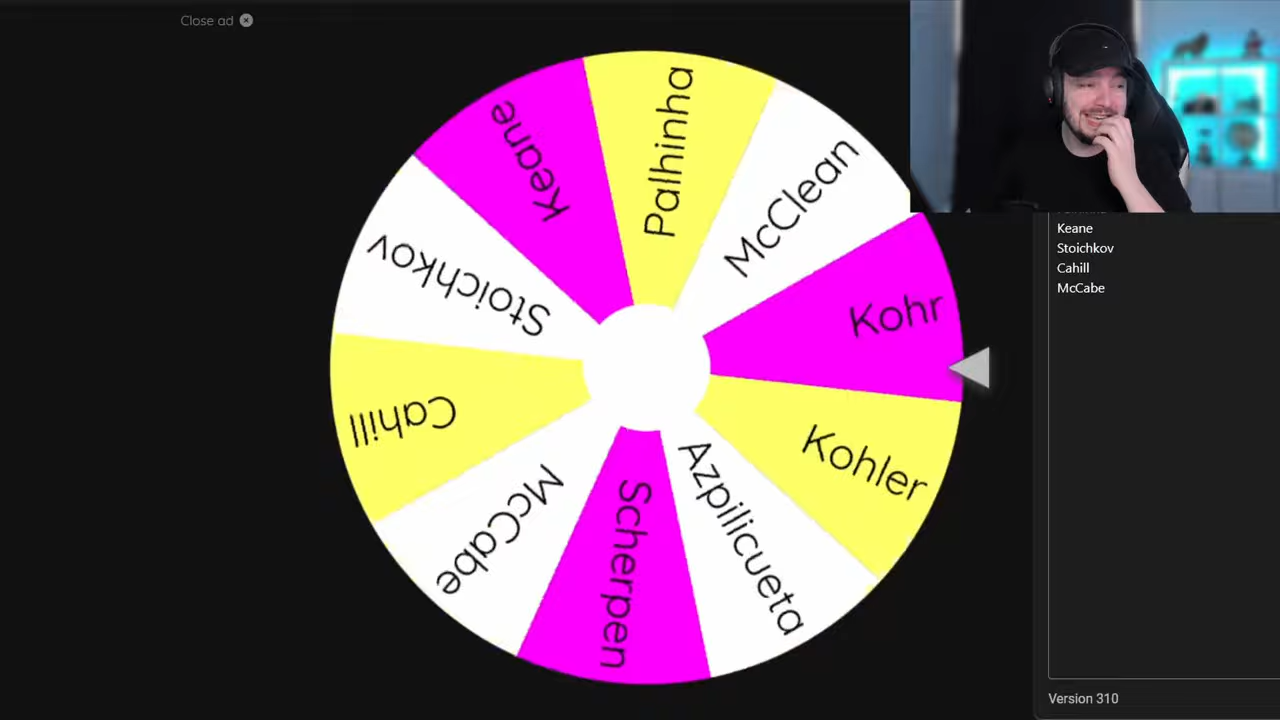 Close ad
Palhinha
McClean
Kohr
Kohler
Azpilicueta
Scherpen
McCabe
Cahill
Stoichkov
Keane
Keane
Stoichkov
Cahill
McCabe
Version 310